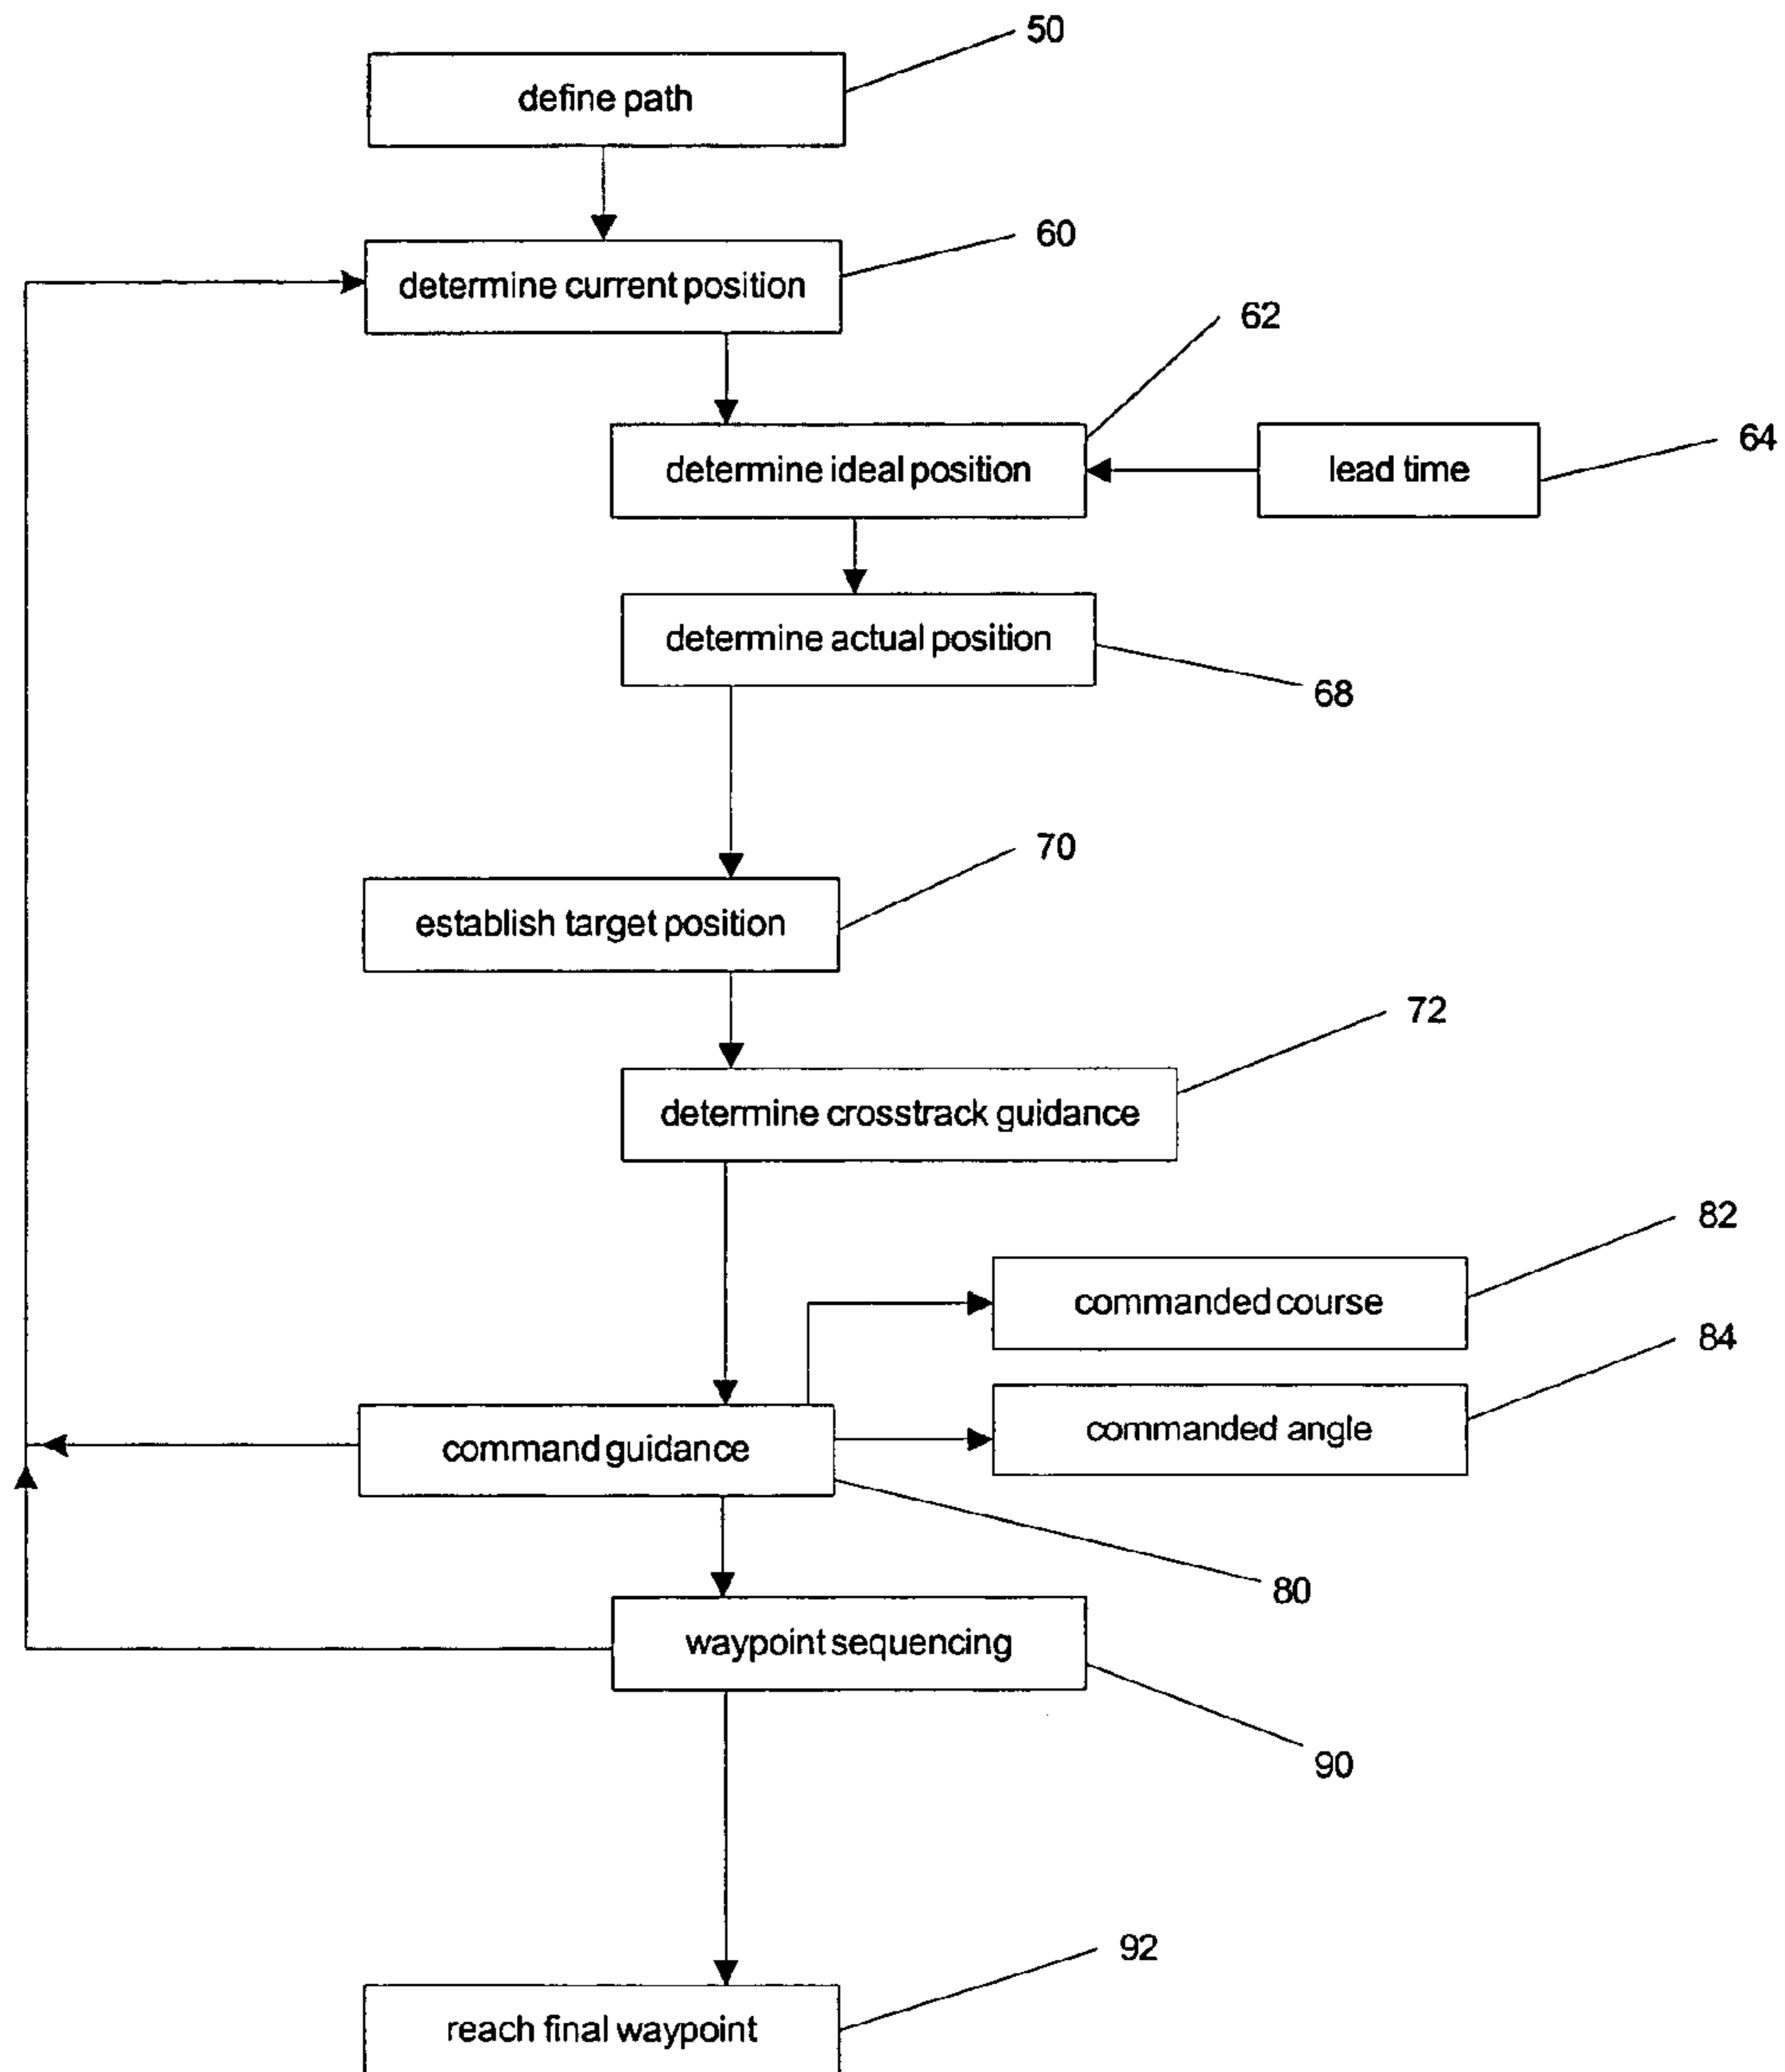 50
define path
60
determine current position
62
determine ideal position
lead time
64
determine actual position
68
70
establish target position
72
determine crosstrack guidance
82
commanded course
84
commanded angle
command guidance
80
waypoint sequencing
90
92
reach final waypoint